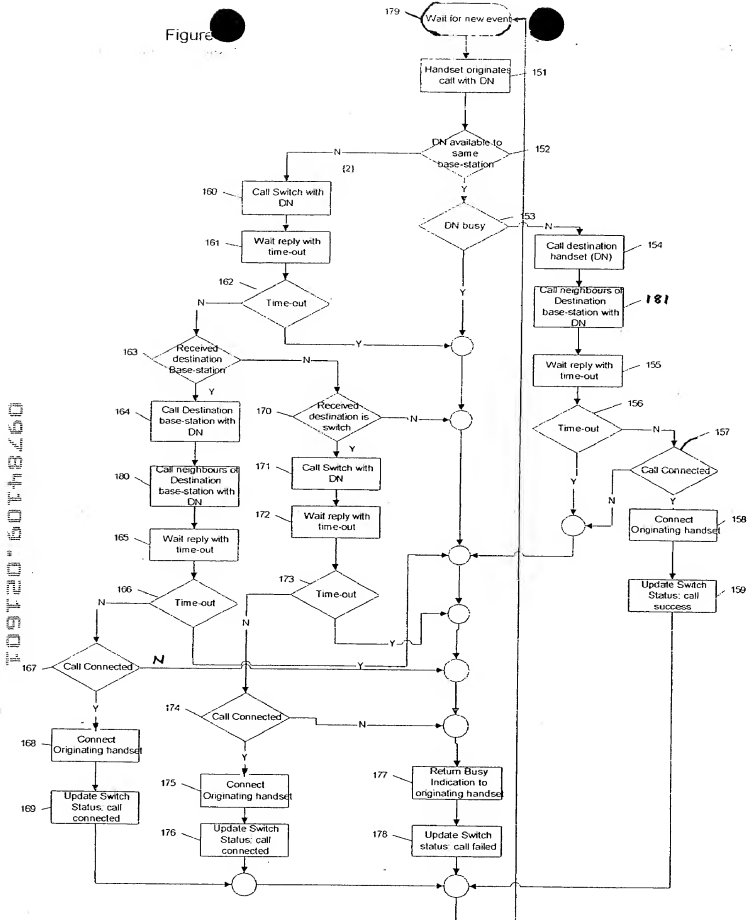 Figure
179
Wait for new event
Handset originates
call with DN
151
DN available to
same
base-station
152
N
{2}
Y
160
Call Switch with
DN
DN busy
153
N
161
Wait reply with
time-out
Call destination
handset (DN)
154
162
Time-out
N
Y
Y
Call neighbours of
Destination
base-station with
DN
181
163
Received
destination
Base-station
N
Y
Wait reply with
time-out
155
164
Call Destination
base-station with
DN
170
Received
destination is
switch
N
Y
156
Time-out
N
Y
157
Call Connected
N
Y
180
Call neighbours of
Destination
base-station with
DN
171
Call Switch with
DN
165
Wait reply with
time-out
172
Wait reply with
time-out
Connect
Originating handset
158
166
Time-out
N
Y
173
Time-out
N
Y
Update Switch
Status: call
success
159
167
Call Connected
N
Y
174
Call Connected
N
Y
168
Connect
Originating handset
175
Connect
Originating handset
177
Return Busy
Indication to
originating handset
169
Update Switch
Status: call
connected
176
Update Switch
Status: call
connected
178
Update Switch
status: call failed